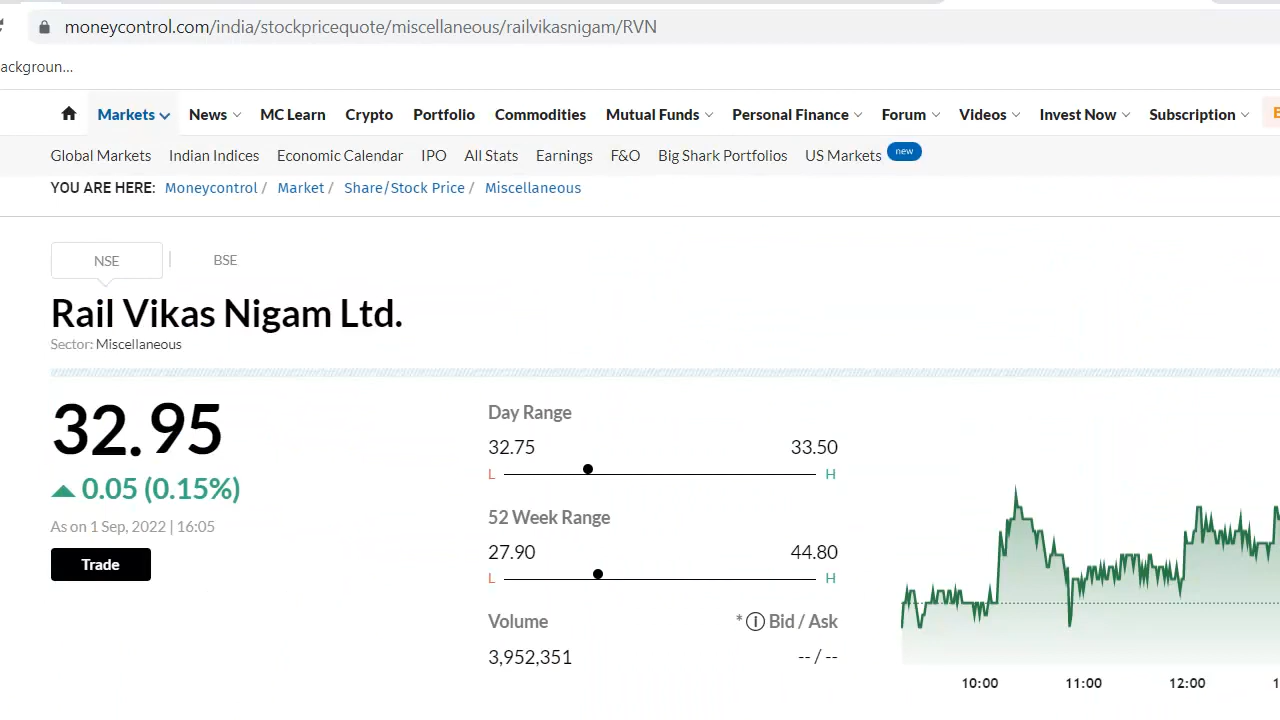 moneycontrol.com/india/stockpricequote/miscellaneous/railvikasnigam/RVN
ackgroun...
Markets News MC Learn Crypto Portfolio Commodities Mutual Funds Personal Finance Forum Videos Invest Now Subscription
Global Markets Indian Indices Economic Calendar IPO All Stats Earnings F&O Big Shark Portfolios US Markets new
YOU ARE HERE: Moneycontrol / Market / Share/Stock Price / Miscellaneous
NSE | BSE
Rail Vikas Nigam Ltd.
Sector: Miscellaneous
32.95
0.05 (0.15%)
As on 1 Sep, 2022 | 16:05
Trade
Day Range
32.75 33.50
L H
52 Week Range
27.90 44.80
L H
Volume * i Bid / Ask
3,952,351 -- / --
10:00 11:00 12:00